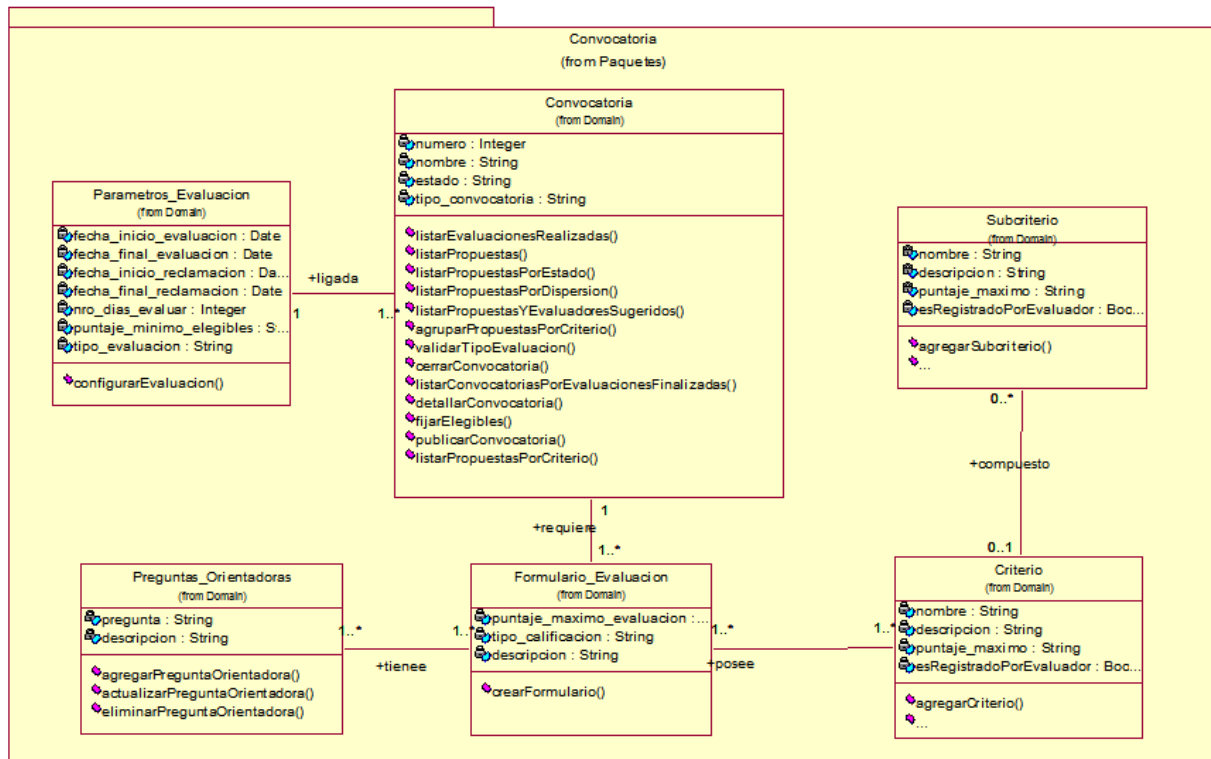 Convocatoria
(from Paquetes)
Convocatoria
(from Domain)
numero : Integer
nombre : String
estado : String
tipo_convocatoria : String
listarEvaluacionesRealizadas()
listarPropuestas()
listarPropuestasPorEstado()
listarPropuestasPorDispersion()
listarPropuestasYEvaluadoresSugeridos()
agruparPropuestasPorCriterio()
validarTipoEvaluacion()
cerrarConvocatoria()
listarConvocatoriasPorEvaluacionesFinalizadas()
detallarConvocatoria()
fijarElegibles()
publicarConvocatoria()
listarPropuestasPorCriterio()
Parametros_Evaluacion
(from Domain)
fecha_inicio_evaluacion : Date
fecha_final_evaluacion : Date
fecha_inicio_reclamacion : Da...
fecha_final_reclamacion : Date
nro_dias_evaluar : Integer
puntaje_minimo_elegibles : S...
tipo_evaluacion : String
configurarEvaluacion()
+ligada
1
1..*
Subcriterio
(from Domain)
nombre : String
descripcion : String
puntaje_maximo : String
esRegistradoPorEvaluador : Boo...
agregarSubcriterio()
...
0..*
+compuesto
0..1
1
+requiere
1..*
Preguntas_Orientadoras
(from Domain)
pregunta : String
descripcion : String
agregarPreguntaOrientadora()
actualizarPreguntaOrientadora()
eliminarPreguntaOrientadora()
1..*
1..*
+tienee
Formulario_Evaluacion
(from Domain)
puntaje_maximo_evaluacion :...
tipo_calificacion : String
descripcion : String
crearFormulario()
1..*
1..*
+posee
Criterio
(from Domain)
nombre : String
descripcion : String
puntaje_maximo : String
esRegistradoPorEvaluador : Boo...
agregarCriterio()
...